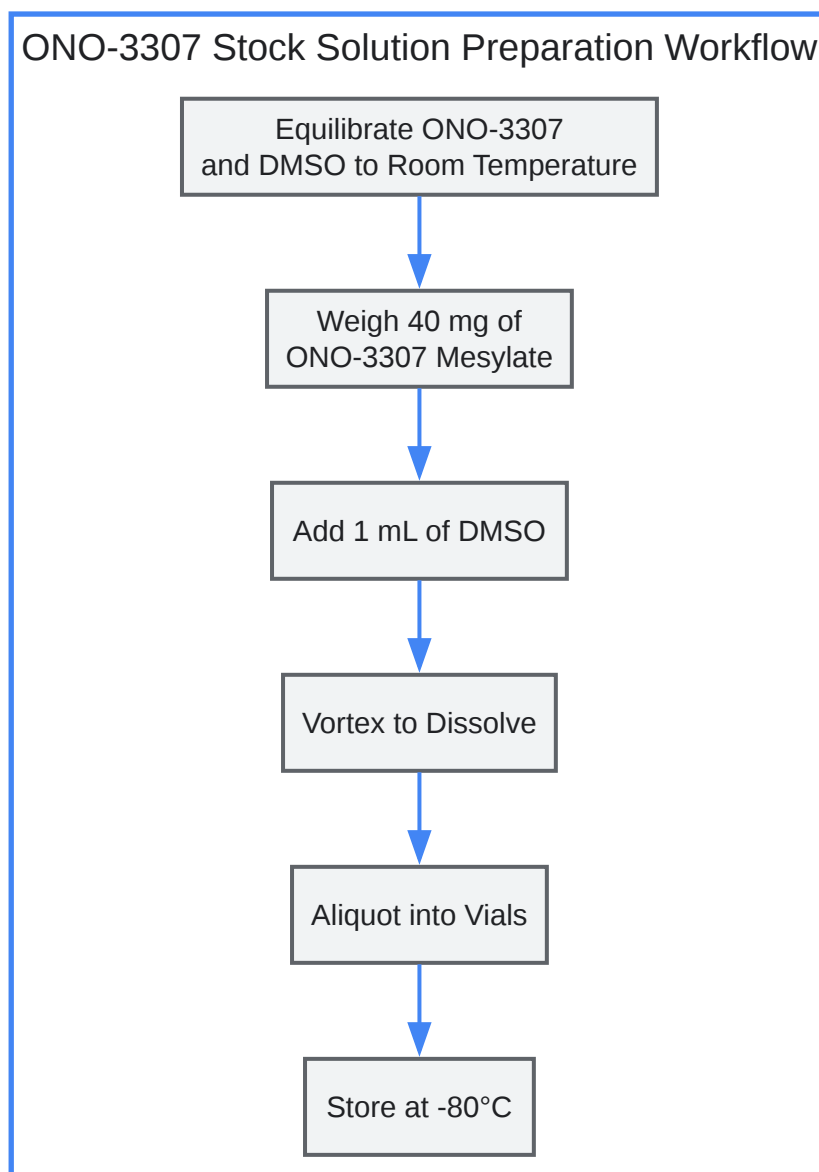 ONO-3307 Stock Solution Preparation Workflow
Equilibrate ONO-3307
and DMSO to Room Temperature
Weigh 40 mg of
ONO-3307 Mesylate
Add 1 mL of DMSO
Vortex to Dissolve
Aliquot into Vials
Store at -80°C